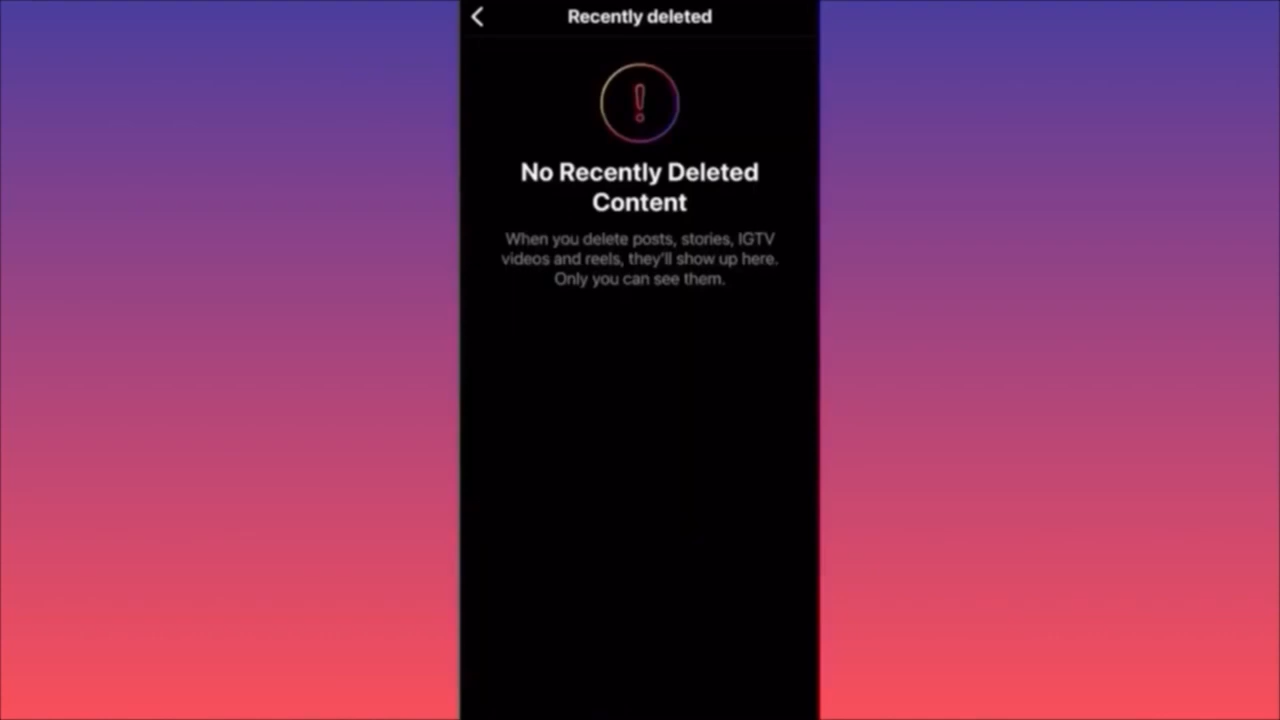 Recently deleted
No Recently Deleted
Content
When you delete posts, stories, IGTV
videos and reels, they'll show up here.
Only you can see them.